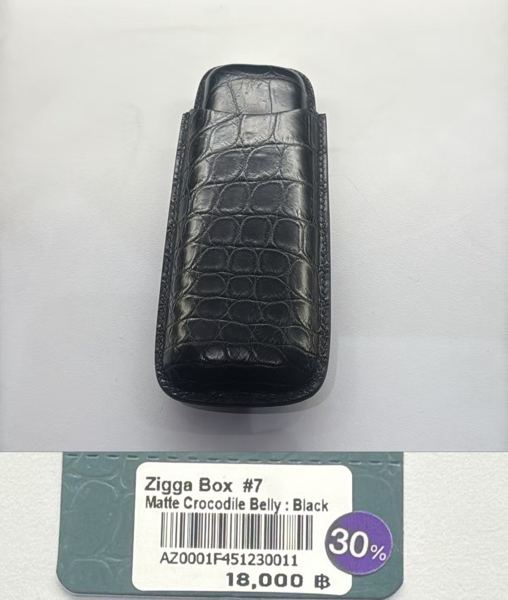 Zigga Box #7
Matte Crocodile Belly : Black
AZ0001F451230011
18,000 ฿
30%